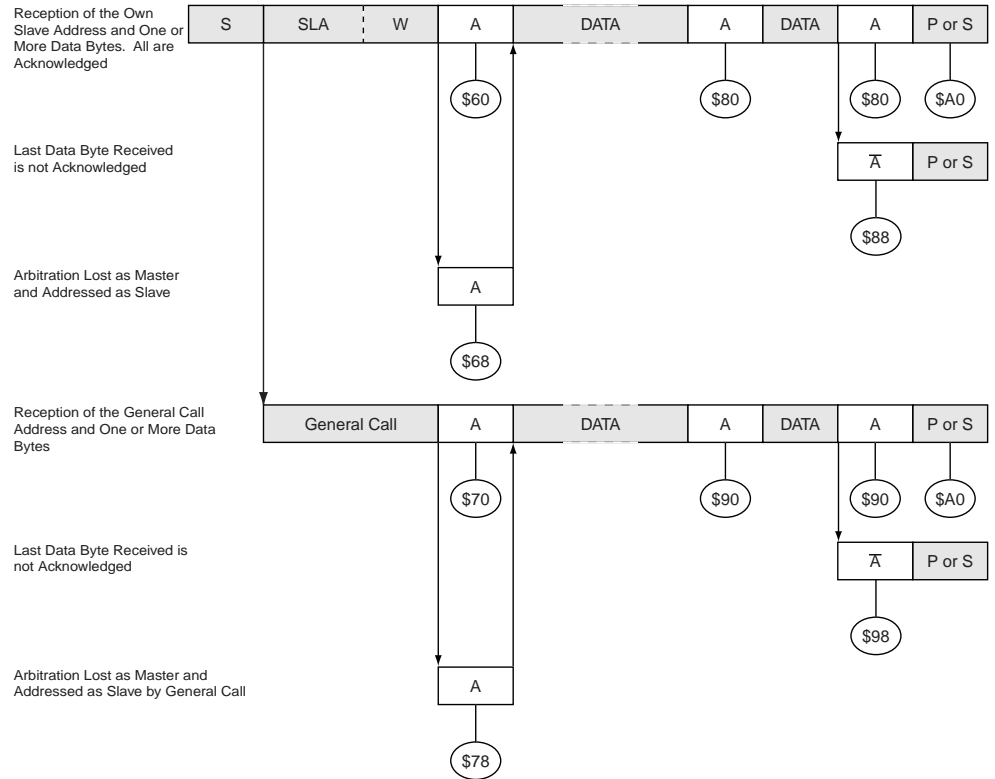 Reception of the Own
Slave Address and One or
More Data Bytes. All are
Acknowledged
S SLA W A DATA A DATA A P or S
$60 $80 $80 $A0
Last Data Byte Received
is not Acknowledged
A̅ P or S
$88
Arbitration Lost as Master
and Addressed as Slave
A
$68
Reception of the General Call
Address and One or More Data
Bytes
General Call A DATA A DATA A P or S
$70 $90 $90 $A0
Last Data Byte Received is
not Acknowledged
A̅ P or S
$98
Arbitration Lost as Master and
Addressed as Slave by General Call
A
$78